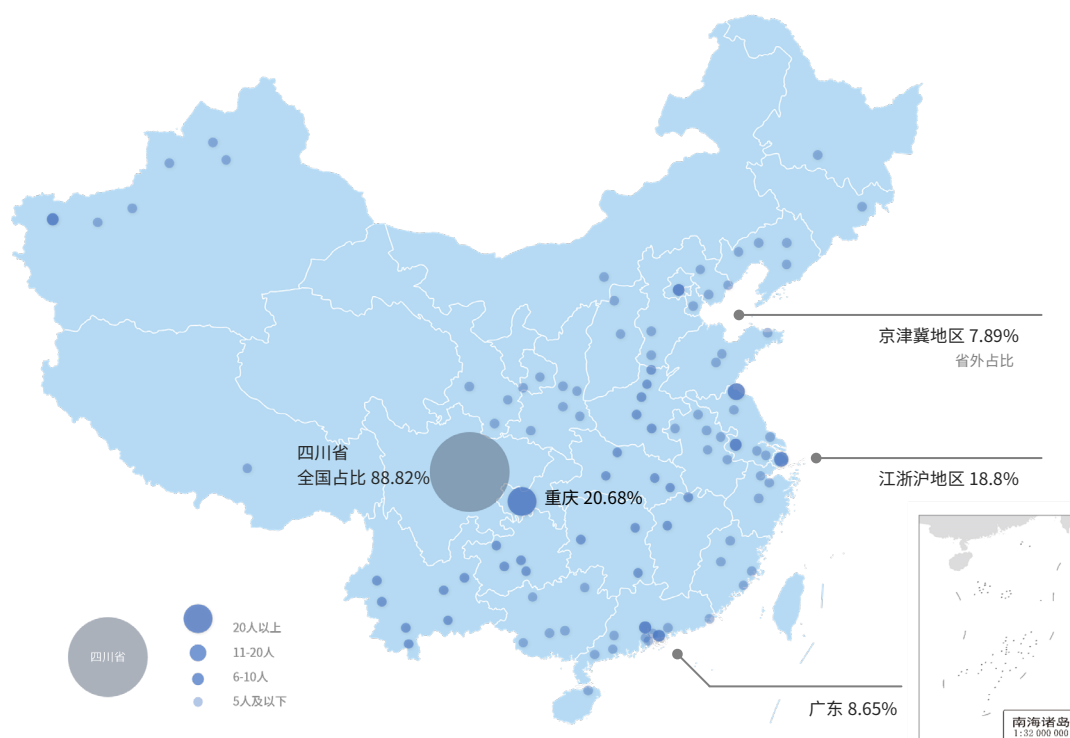 京津冀地区 7.89%
省外占比
四川省
全国占比 88.82%
重庆 20.68%
江浙沪地区 18.8%
四川省
20人以上
11-20人
6-10人
5人及以下
广东 8.65%
南海诸岛
1:32 000 000